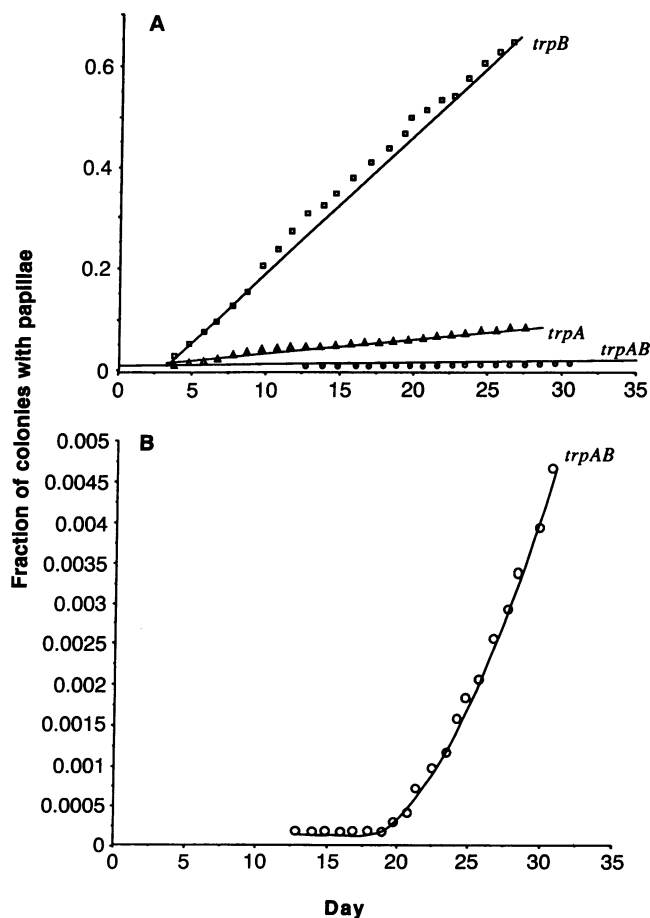 A
trpB
0.6
0.4
0.2
trpA
trpAB
0
0 5 10 15 20 25 30 35
Fraction of colonies with papillae
0.005
B
trpAB
0.0045
0.004
0.0035
0.003
0.0025
0.002
0.0015
0.001
0.0005
0
0 5 10 15 20 25 30 35
Day